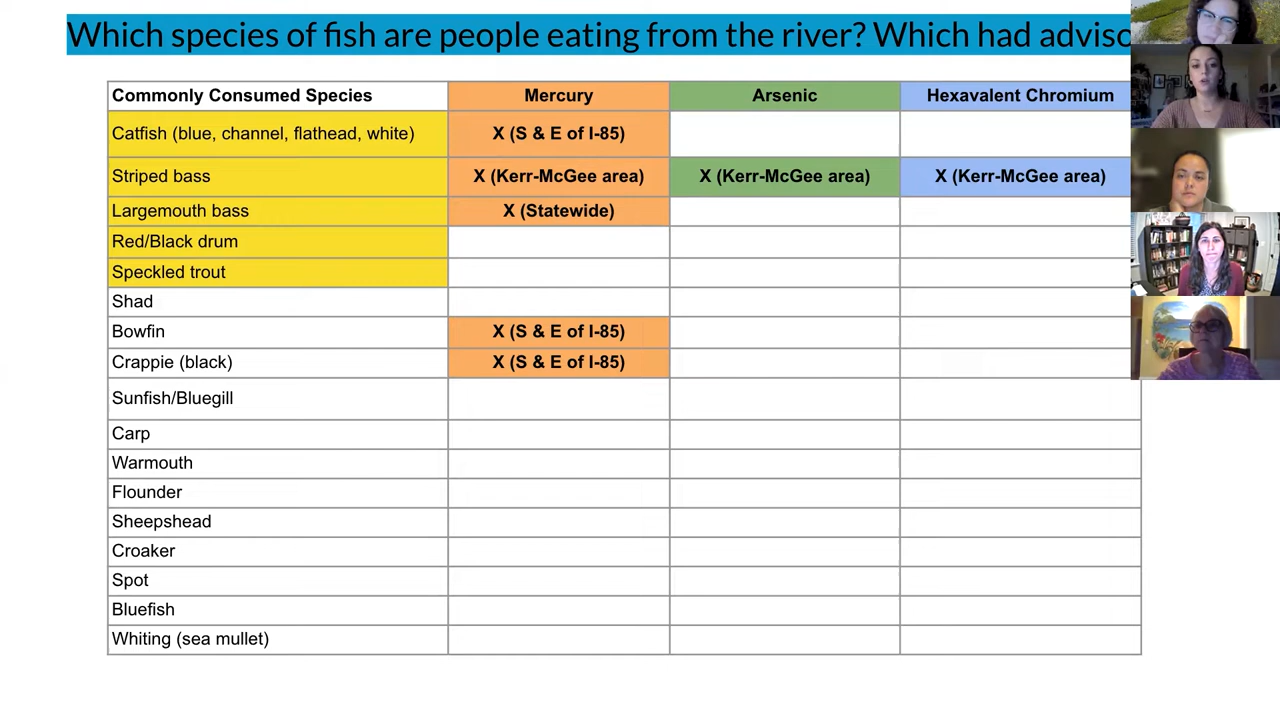 Which species of fish are people eating from the river? Which had adviso
Commonly Consumed Species Mercury Arsenic Hexavalent Chromium
Catfish (blue, channel, flathead, white) X (S & E of I-85)
Striped bass X (Kerr-McGee area) X (Kerr-McGee area) X (Kerr-McGee area)
Largemouth bass X (Statewide)
Red/Black drum
Speckled trout
Shad
Bowfin X (S & E of I-85)
Crappie (black) X (S & E of I-85)
Sunfish/Bluegill
Carp
Warmouth
Flounder
Sheepshead
Croaker
Spot
Bluefish
Whiting (sea mullet)